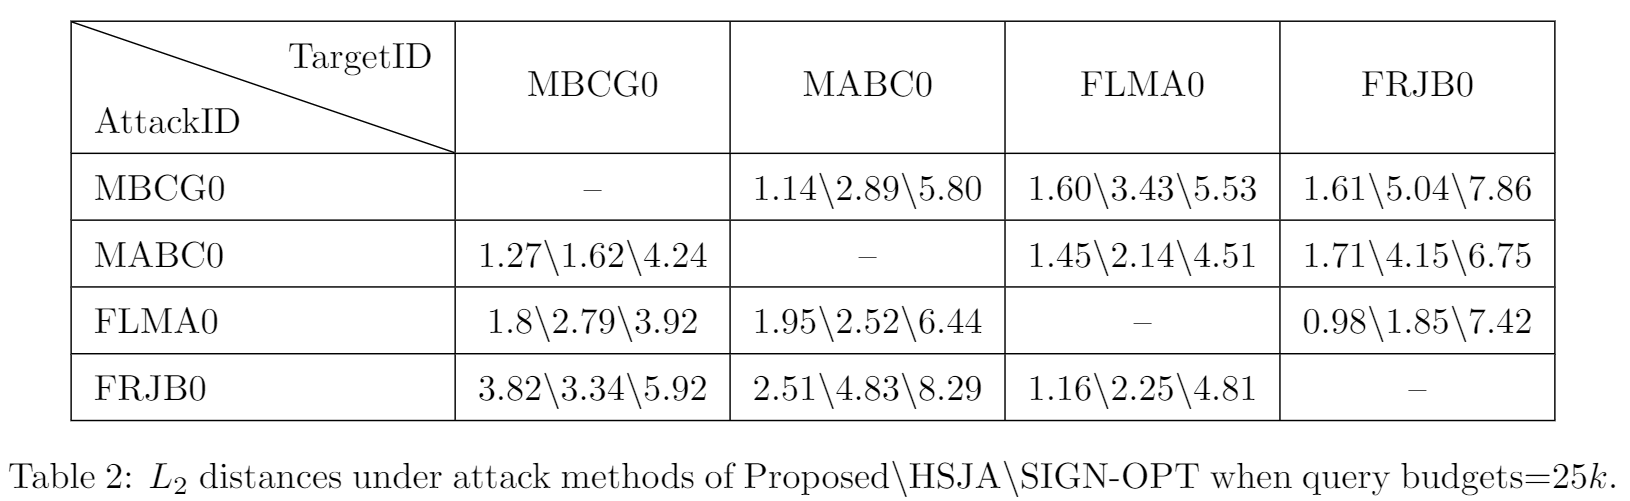 TargetID
AttackID
MBCG0 MABC0 FLMA0 FRJB0
MBCG0 – 1.14\2.89\5.80 1.60\3.43\5.53 1.61\5.04\7.86
MABC0 1.27\1.62\4.24 – 1.45\2.14\4.51 1.71\4.15\6.75
FLMA0 1.8\2.79\3.92 1.95\2.52\6.44 – 0.98\1.85\7.42
FRJB0 3.82\3.34\5.92 2.51\4.83\8.29 1.16\2.25\4.81 –
Table 2: L₂ distances under attack methods of Proposed\HSJA\SIGN-OPT when query budgets=25k.